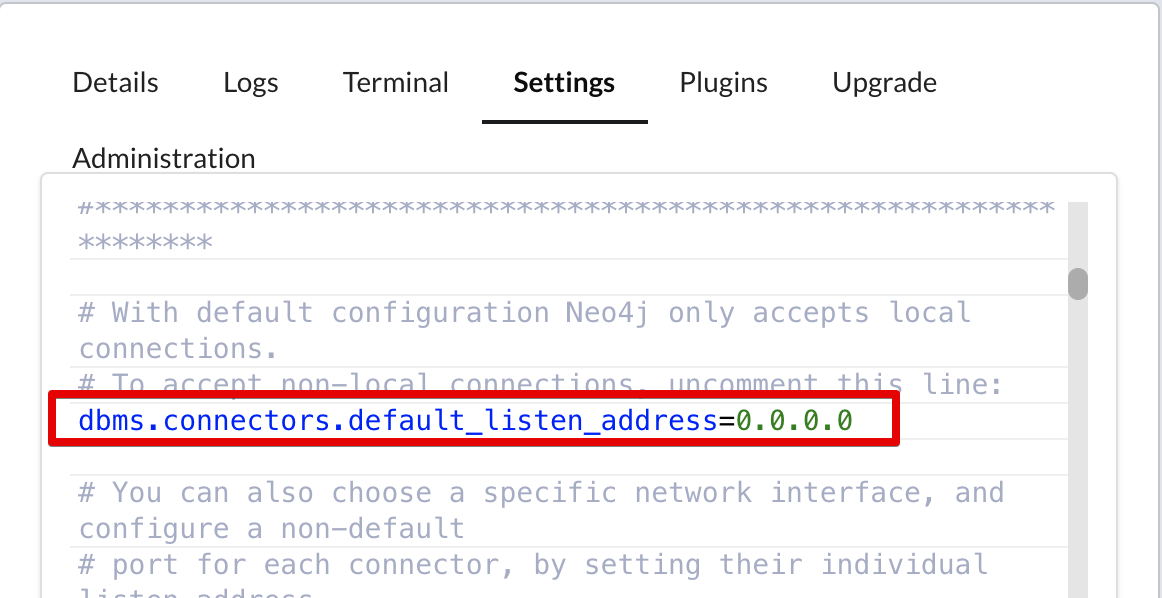 Details Logs Terminal Settings Plugins Upgrade
Administration
#*********************************************************
********
# With default configuration Neo4j only accepts local
connections.
# To accept non-local connections, uncomment this line:
dbms.connectors.default_listen_address=0.0.0.0
# You can also choose a specific network interface, and
configure a non-default
# port for each connector, by setting their individual
listen_address.